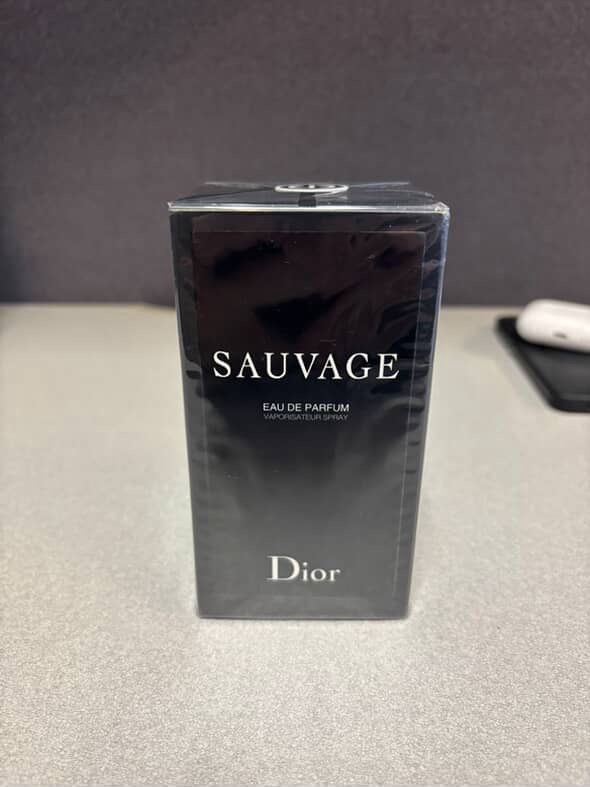 SAUVAGE
EAU DE PARFUM
VAPORISATEUR SPRAY
Dior